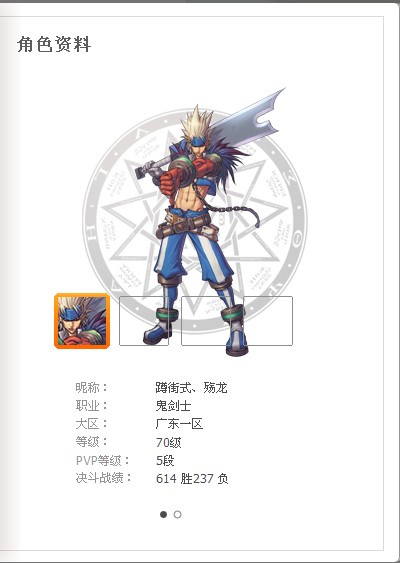 角色资料
昵称： 蹲街式、殇龙
职业： 鬼剑士
大区： 广东一区
等级： 70级
PVP等级： 5段
决斗战绩： 614 胜237 负